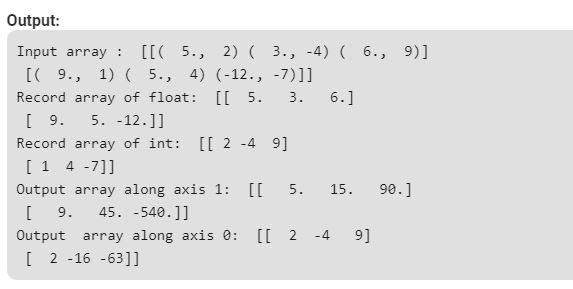 Output:
Input array :  [[( 5.,  2) ( 3., -4) ( 6.,  9)]
 [( 9.,  1) ( 5.,  4) (-12., -7)]]
Record array of float:  [[  5.   3.   6.]
 [  9.   5. -12.]]
Record array of int:  [[ 2 -4  9]
 [ 1  4 -7]]
Output array along axis 1:  [[   5.   15.   90.]
 [   9.   45. -540.]]
Output  array along axis 0:  [[  2  -4   9]
 [  2 -16 -63]]